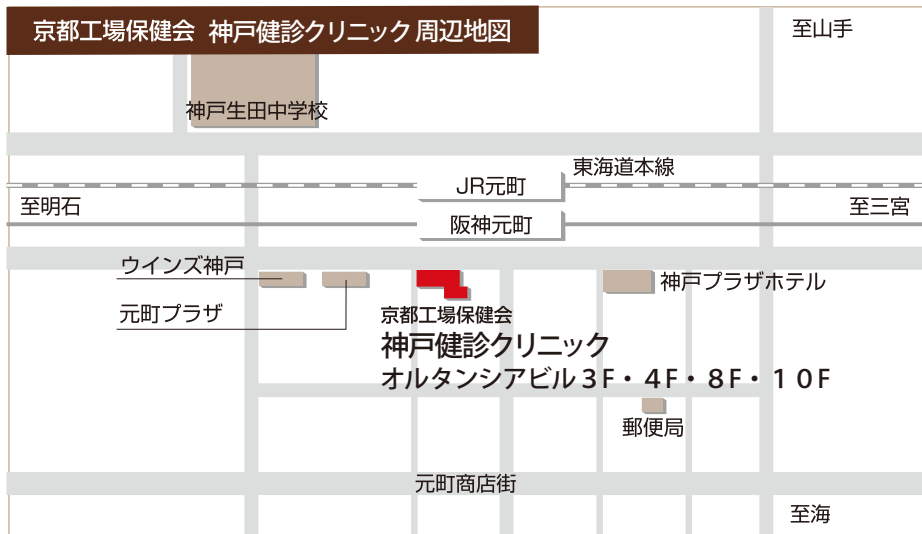 京都工場保健会 神戸健診クリニック 周辺地図
至山手
神戸生田中学校
東海道本線
JR元町
至明石
至三宮
阪神元町
ウインズ神戸
神戸プラザホテル
元町プラザ
京都工場保健会
神戸健診クリニック
オルタンシアビル3F・4F・8F・10F
郵便局
元町商店街
至海